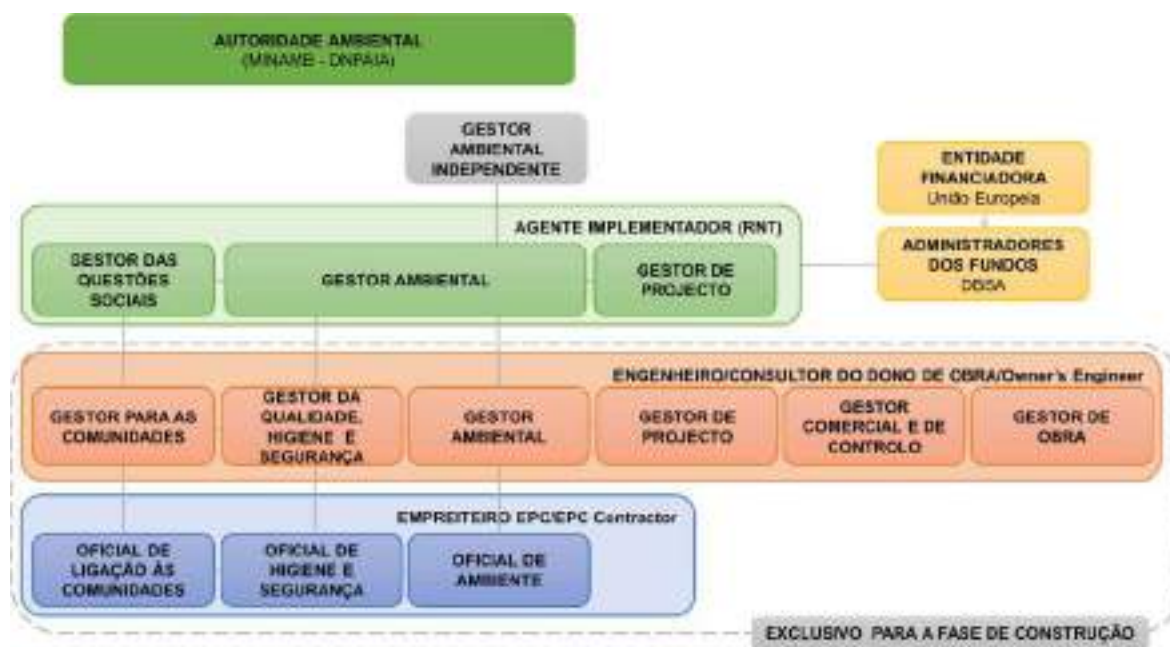 AUTORIDADE AMBIENTAL
(MINAMB - DNPAIA)
GESTOR
AMBIENTAL
INDEPENDENTE
ENTIDADE
FINANCIADORA
União Europeia
AGENTE IMPLEMENTADOR (RNT)
GESTOR DAS
QUESTÕES
SOCIAIS
GESTOR AMBIENTAL
GESTOR DE
PROJECTO
ADMINISTRADORES
DOS FUNDOS
DBSA
ENGENHEIRO/CONSULTOR DO DONO DE OBRA/Owner's Engineer
GESTOR PARA AS
COMUNIDADES
GESTOR DA
QUALIDADE,
HIGIENE E
SEGURANÇA
GESTOR
AMBIENTAL
GESTOR DE
PROJECTO
GESTOR
COMERCIAL E DE
CONTROLO
GESTOR DE
OBRA
EMPREITEIRO EPC/EPC Contractor
OFICIAL DE
LIGAÇÃO ÀS
COMUNIDADES
OFICIAL DE
HIGIENE E
SEGURANÇA
OFICIAL DE
AMBIENTE
EXCLUSIVO PARA A FASE DE CONSTRUÇÃO